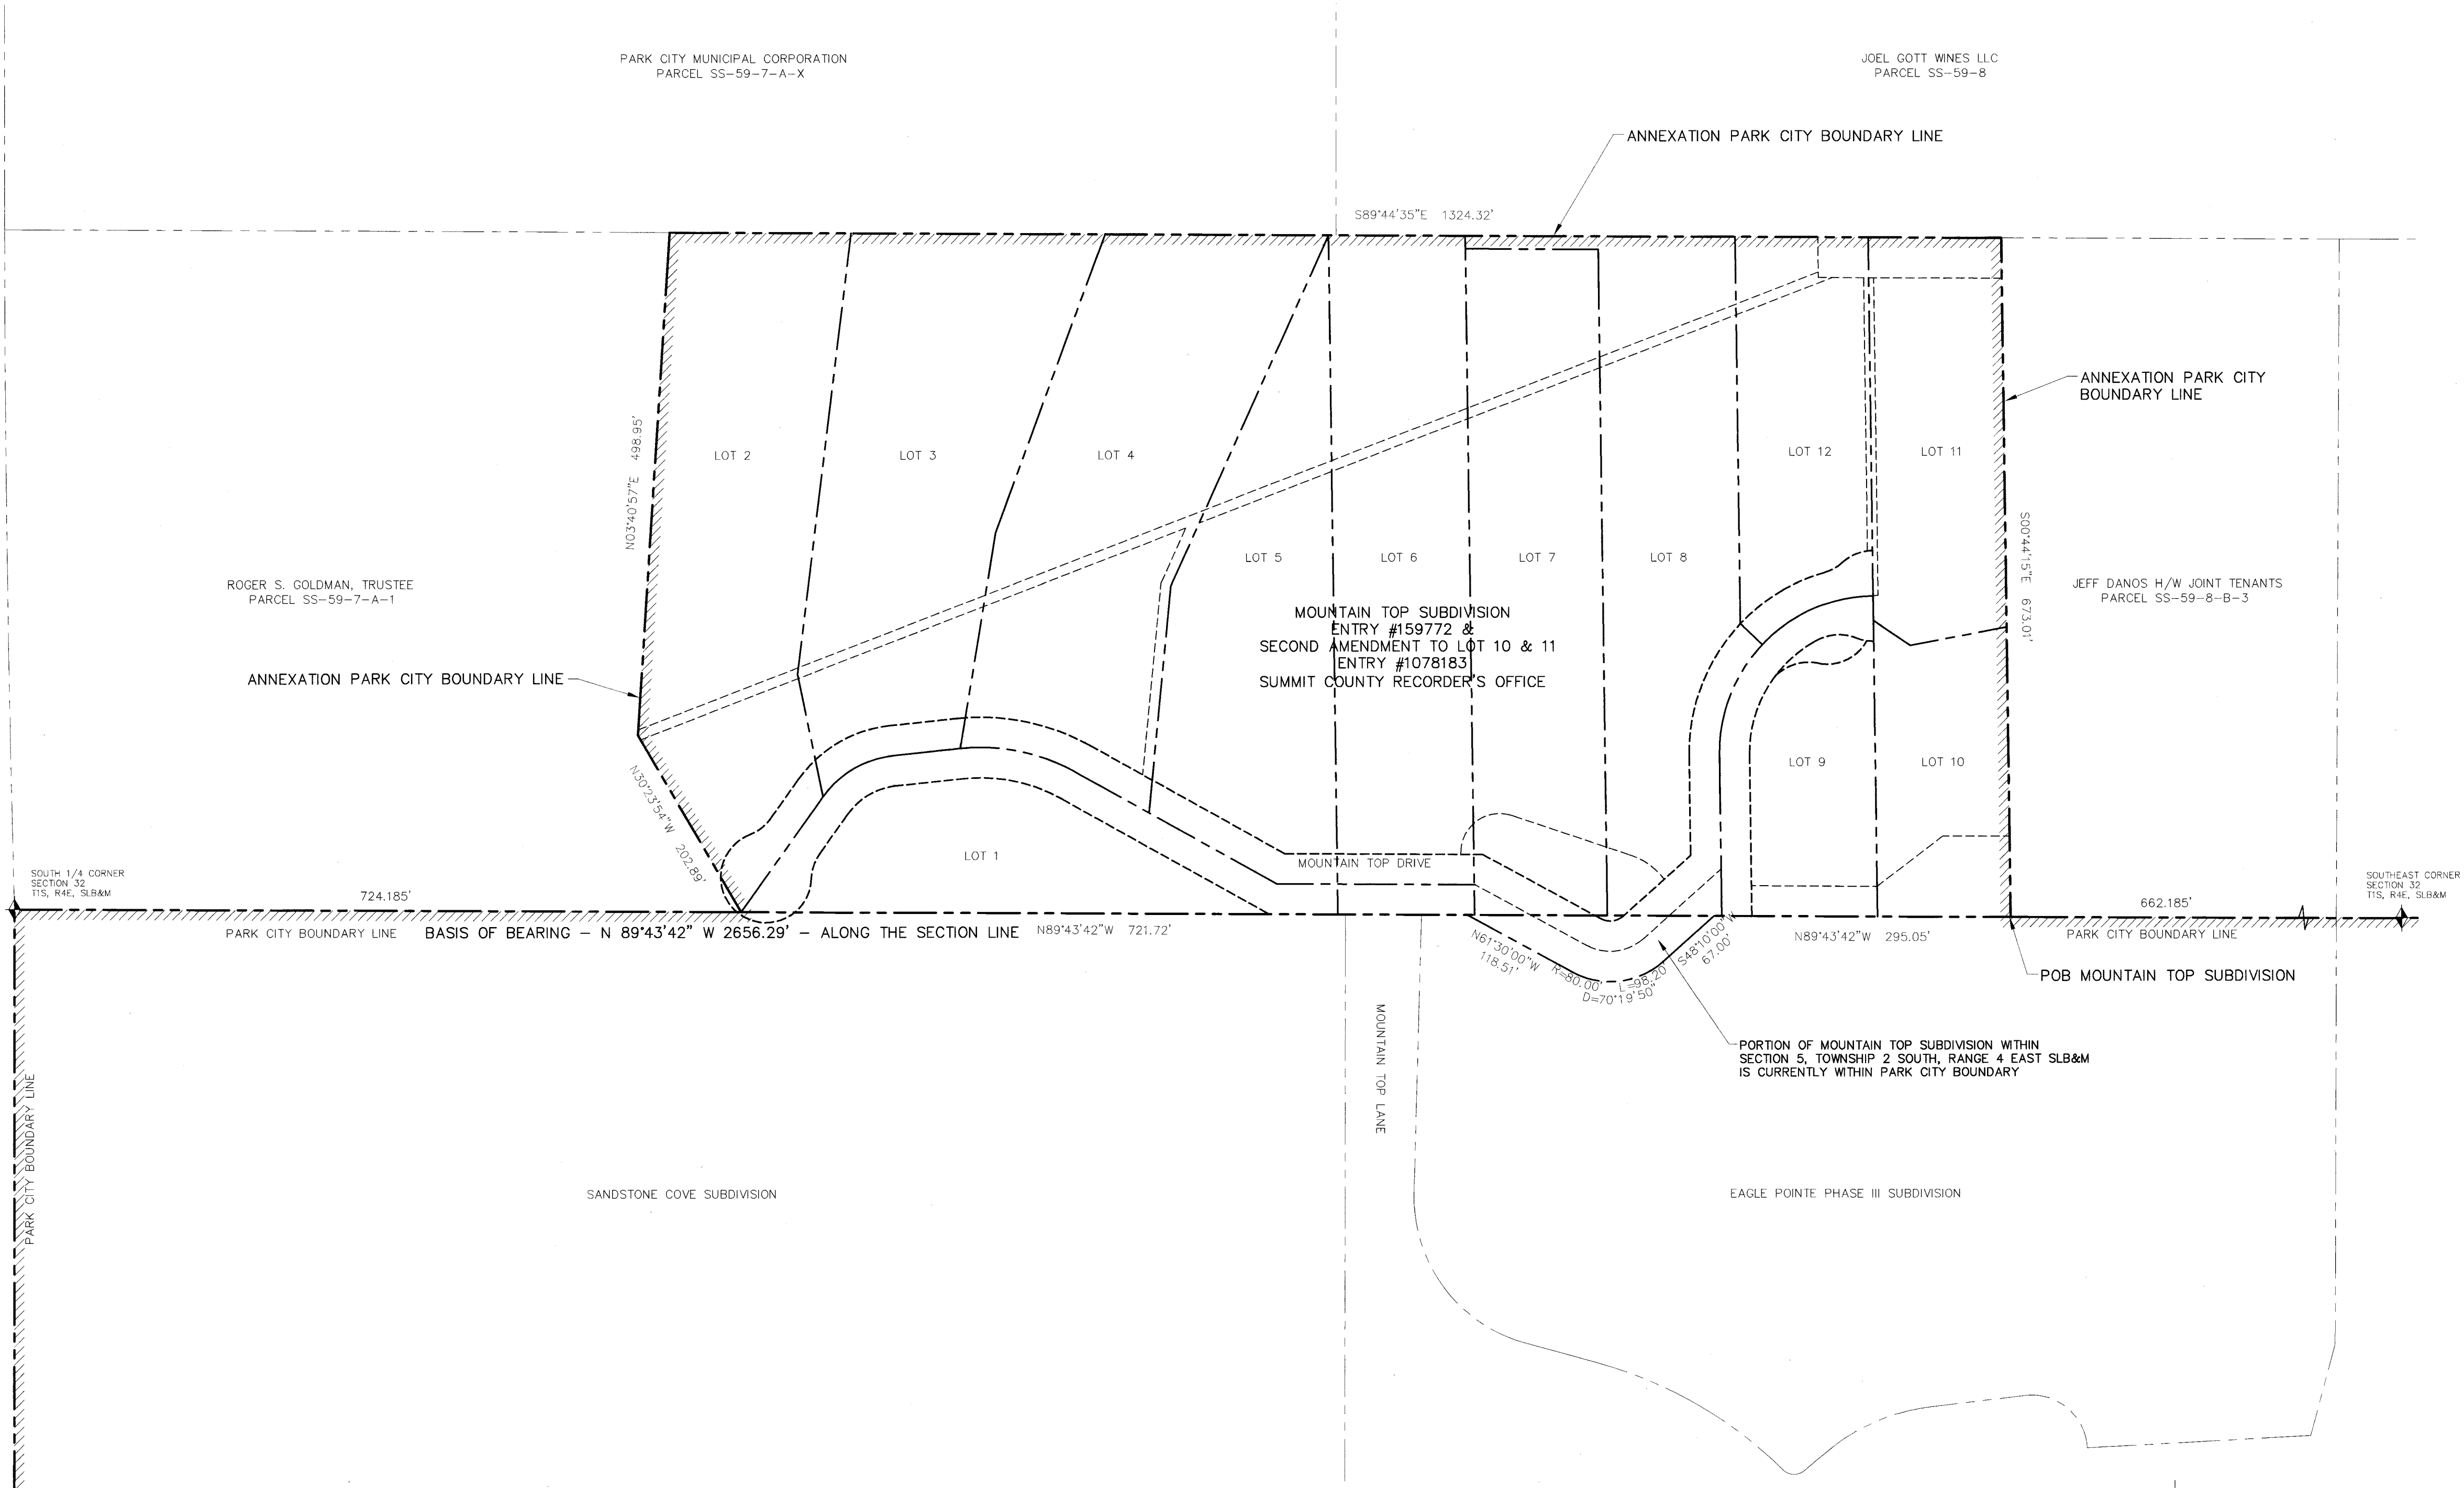 PARK CITY MUNICIPAL CORPORATION
PARCEL SS-59-7-A-X
JOEL GOTT WINES LLC
PARCEL SS-59-8
ANNEXATION PARK CITY BOUNDARY LINE
S89°44'35"E 1324.32'
ANNEXATION PARK CITY
BOUNDARY LINE
N03°40'57"E 498.95'
LOT 2
LOT 3
LOT 4
LOT 12
LOT 11
S00°44'15"E 673.01'
LOT 5
LOT 6
LOT 7
LOT 8
ROGER S. GOLDMAN, TRUSTEE
PARCEL SS-59-7-A-1
JEFF DANOS H/W JOINT TENANTS
PARCEL SS-59-8-B-3
MOUNTAIN TOP SUBDIVISION
ENTRY #159772 &
SECOND AMENDMENT TO LOT 10 & 11
ENTRY #1078183
SUMMIT COUNTY RECORDER'S OFFICE
ANNEXATION PARK CITY BOUNDARY LINE
N30°23'54"W 202.89'
LOT 9
LOT 10
LOT 1
MOUNTAIN TOP DRIVE
SOUTH 1/4 CORNER
SECTION 32
T1S, R4E, SLB&M
724.185'
SOUTHEAST CORNER
SECTION 32
T1S, R4E, SLB&M
662.185'
PARK CITY BOUNDARY LINE
BASIS OF BEARING - N 89°43'42" W 2656.29' - ALONG THE SECTION LINE
N89°43'42"W 721.72'
N61°30'00"W
118.51'
R=80.00'
L=98.20'
D=70°19'50"
S48°10'00"W
67.00'
N89°43'42"W 295.05'
PARK CITY BOUNDARY LINE
POB MOUNTAIN TOP SUBDIVISION
MOUNTAIN TOP LANE
PORTION OF MOUNTAIN TOP SUBDIVISION WITHIN
SECTION 5, TOWNSHIP 2 SOUTH, RANGE 4 EAST SLB&M
IS CURRENTLY WITHIN PARK CITY BOUNDARY
PARK CITY BOUNDARY LINE
SANDSTONE COVE SUBDIVISION
EAGLE POINTE PHASE III SUBDIVISION